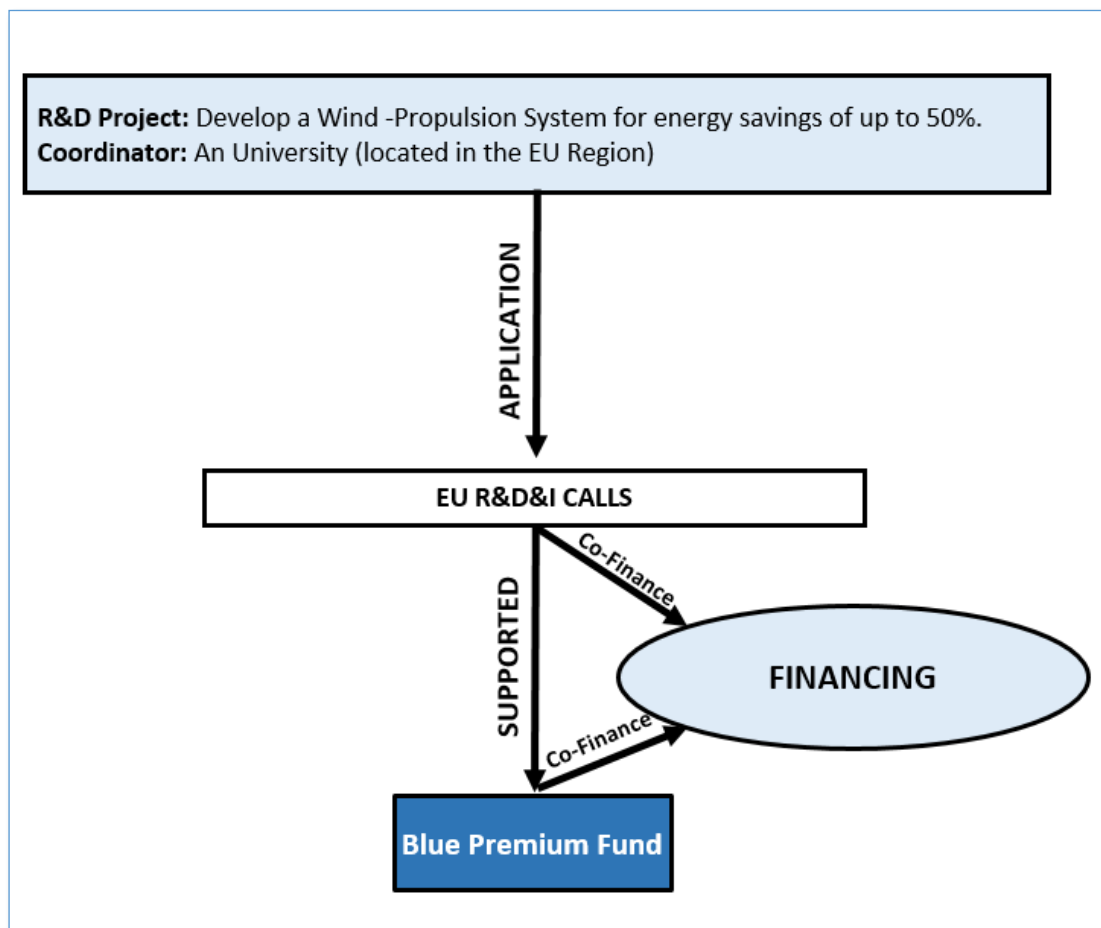 R&D Project: Develop a Wind -Propulsion System for energy savings of up to 50%.
Coordinator: An University (located in the EU Region)
APPLICATION
EU R&D&I CALLS
Co-Finance
SUPPORTED
FINANCING
Co-Finance
Blue Premium Fund